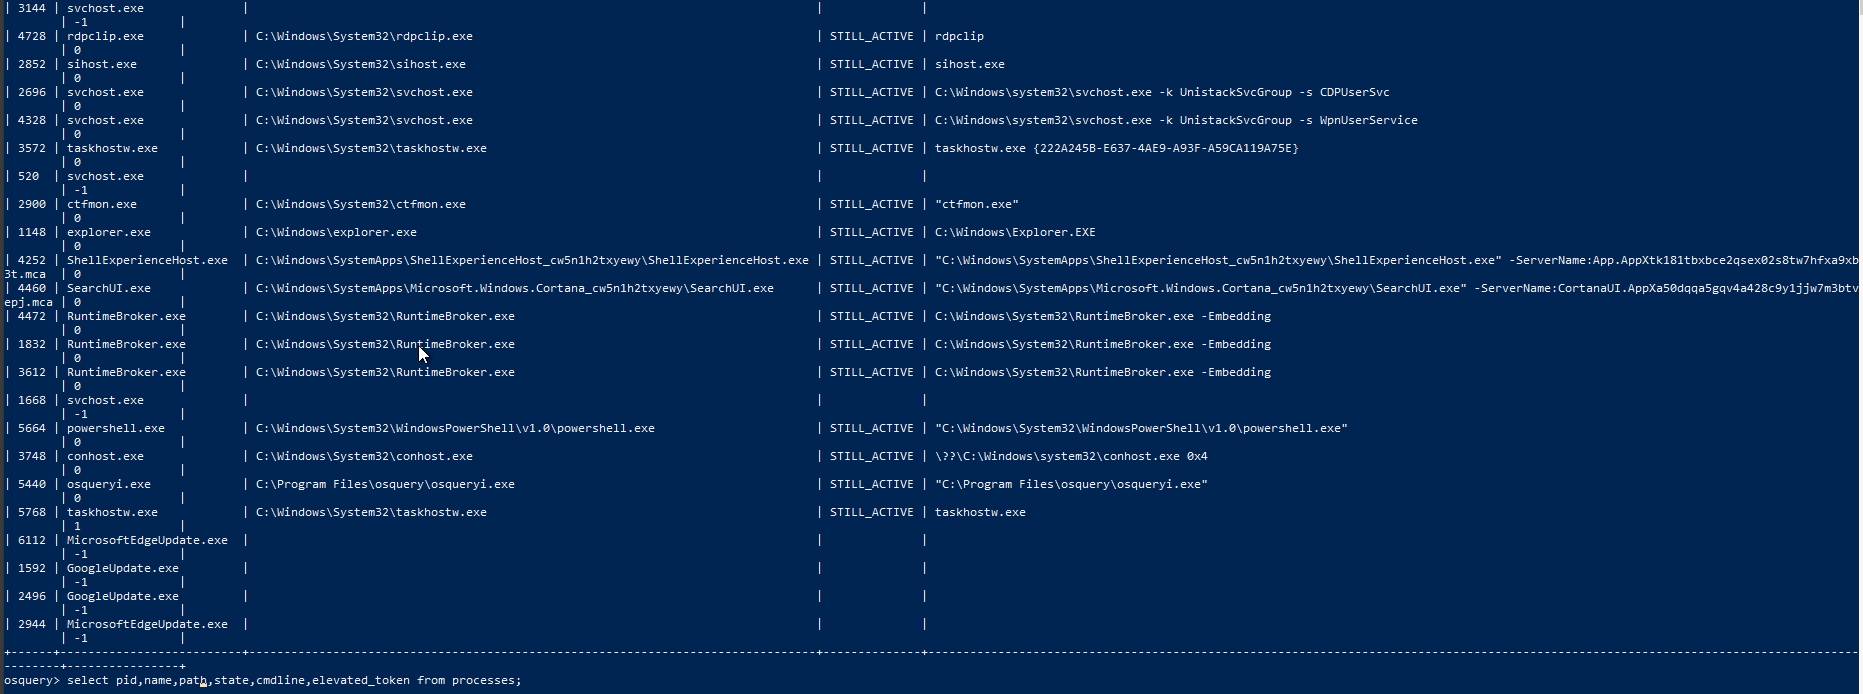 | 3144 | svchost.exe | | |
| -1 |
| 4728 | rdpclip.exe | C:\Windows\System32\rdpclip.exe | STILL_ACTIVE | rdpclip
| 0 |
| 2852 | sihost.exe | C:\Windows\System32\sihost.exe | STILL_ACTIVE | sihost.exe
| 0 |
| 2696 | svchost.exe | C:\Windows\System32\svchost.exe | STILL_ACTIVE | C:\Windows\system32\svchost.exe -k UnistackSvcGroup -s CDPUserSvc
| 0 |
| 4328 | svchost.exe | C:\Windows\System32\svchost.exe | STILL_ACTIVE | C:\Windows\system32\svchost.exe -k UnistackSvcGroup -s WpnUserService
| 0 |
| 3572 | taskhostw.exe | C:\Windows\System32\taskhostw.exe | STILL_ACTIVE | taskhostw.exe {222A245B-E637-4AE9-A93F-A59CA119A75E}
| 0 |
| 520 | svchost.exe | | |
| -1 |
| 2900 | ctfmon.exe | C:\Windows\System32\ctfmon.exe | STILL_ACTIVE | "ctfmon.exe"
| 0 |
| 1148 | explorer.exe | C:\Windows\explorer.exe | STILL_ACTIVE | C:\Windows\Explorer.EXE
| 0 |
| 4252 | ShellExperienceHost.exe | C:\Windows\SystemApps\ShellExperienceHost_cw5n1h2txyewy\ShellExperienceHost.exe | STILL_ACTIVE | "C:\Windows\SystemApps\ShellExperienceHost_cw5n1h2txyewy\ShellExperienceHost.exe" -ServerName:App.AppXtk181tbxbce2qsex02s8tw7hfxa9xb
3t.mca | 0 |
| 4460 | SearchUI.exe | C:\Windows\SystemApps\Microsoft.Windows.Cortana_cw5n1h2txyewy\SearchUI.exe | STILL_ACTIVE | "C:\Windows\SystemApps\Microsoft.Windows.Cortana_cw5n1h2txyewy\SearchUI.exe" -ServerName:CortanaUI.AppXa50dqqa5gqv4a428c9y1jjw7m3btv
epj.mca | 0 |
| 4472 | RuntimeBroker.exe | C:\Windows\System32\RuntimeBroker.exe | STILL_ACTIVE | C:\Windows\System32\RuntimeBroker.exe -Embedding
| 0 |
| 1832 | RuntimeBroker.exe | C:\Windows\System32\RuntimeBroker.exe | STILL_ACTIVE | C:\Windows\System32\RuntimeBroker.exe -Embedding
| 0 |
| 3612 | RuntimeBroker.exe | C:\Windows\System32\RuntimeBroker.exe | STILL_ACTIVE | C:\Windows\System32\RuntimeBroker.exe -Embedding
| 0 |
| 1668 | svchost.exe | | |
| -1 |
| 5664 | powershell.exe | C:\Windows\System32\WindowsPowerShell\v1.0\powershell.exe | STILL_ACTIVE | "C:\Windows\System32\WindowsPowerShell\v1.0\powershell.exe"
| 0 |
| 3748 | conhost.exe | C:\Windows\System32\conhost.exe | STILL_ACTIVE | \??\C:\Windows\system32\conhost.exe 0x4
| 0 |
| 5440 | osqueryi.exe | C:\Program Files\osquery\osqueryi.exe | STILL_ACTIVE | "C:\Program Files\osquery\osqueryi.exe"
| 0 |
| 5768 | taskhostw.exe | C:\Windows\System32\taskhostw.exe | STILL_ACTIVE | taskhostw.exe
| 1 |
| 6112 | MicrosoftEdgeUpdate.exe | | |
| -1 |
| 1592 | GoogleUpdate.exe | | |
| -1 |
| 2496 | GoogleUpdate.exe | | |
| -1 |
| 2944 | MicrosoftEdgeUpdate.exe | | |
| -1 |
osquery> select pid,name,path,state,cmdline,elevated_token from processes;